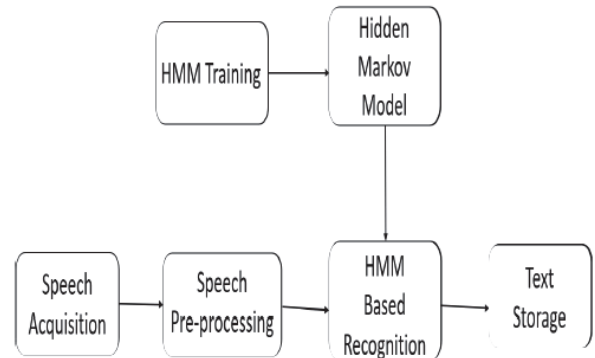 HMM Training
Hidden
Markov
Model
Speech
Acquisition
Speech
Pre-processing
HMM
Based
Recognition
Text
Storage